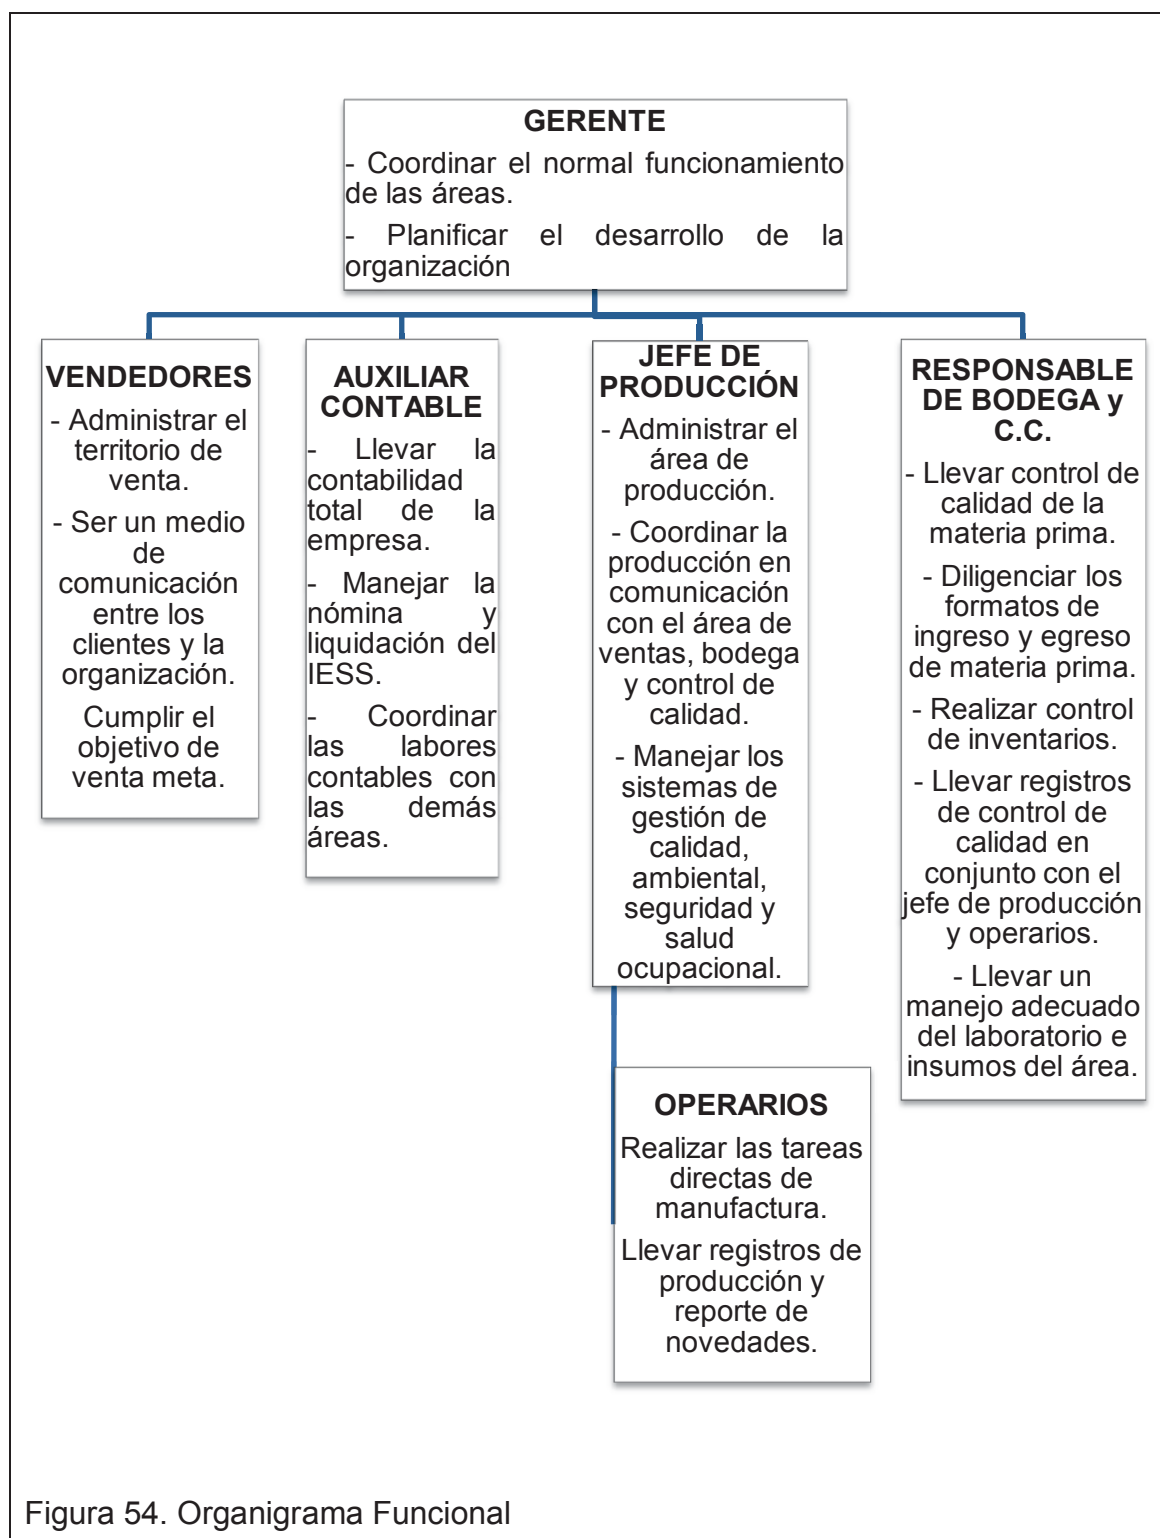 GERENTE
- Coordinar el normal funcionamiento
de las áreas.
- Planificar el desarrollo de la
organización
VENDEDORES
- Administrar el
territorio de
venta.
- Ser un medio
de
comunicación
entre los
clientes y la
organización.
Cumplir el
objetivo de
venta meta.
AUXILIAR
CONTABLE
- Llevar la
contabilidad
total de la
empresa.
- Manejar la
nómina y
liquidación del
IESS.
- Coordinar
las labores
contables con
las demás
áreas.
JEFE DE
PRODUCCIÓN
- Administrar el
área de
producción.
- Coordinar la
producción en
comunicación
con el área de
ventas, bodega
y control de
calidad.
- Manejar los
sistemas de
gestión de
calidad,
ambiental,
seguridad y
salud
ocupacional.
RESPONSABLE
DE BODEGA y
C.C.
- Llevar control de
calidad de la
materia prima.
- Diligenciar los
formatos de
ingreso y egreso
de materia prima.
- Realizar control
de inventarios.
- Llevar registros
de control de
calidad en
conjunto con el
jefe de producción
y operarios.
- Llevar un
manejo adecuado
del laboratorio e
insumos del área.
OPERARIOS
Realizar las tareas
directas de
manufactura.
Llevar registros de
producción y
reporte de
novedades.
Figura 54. Organigrama Funcional